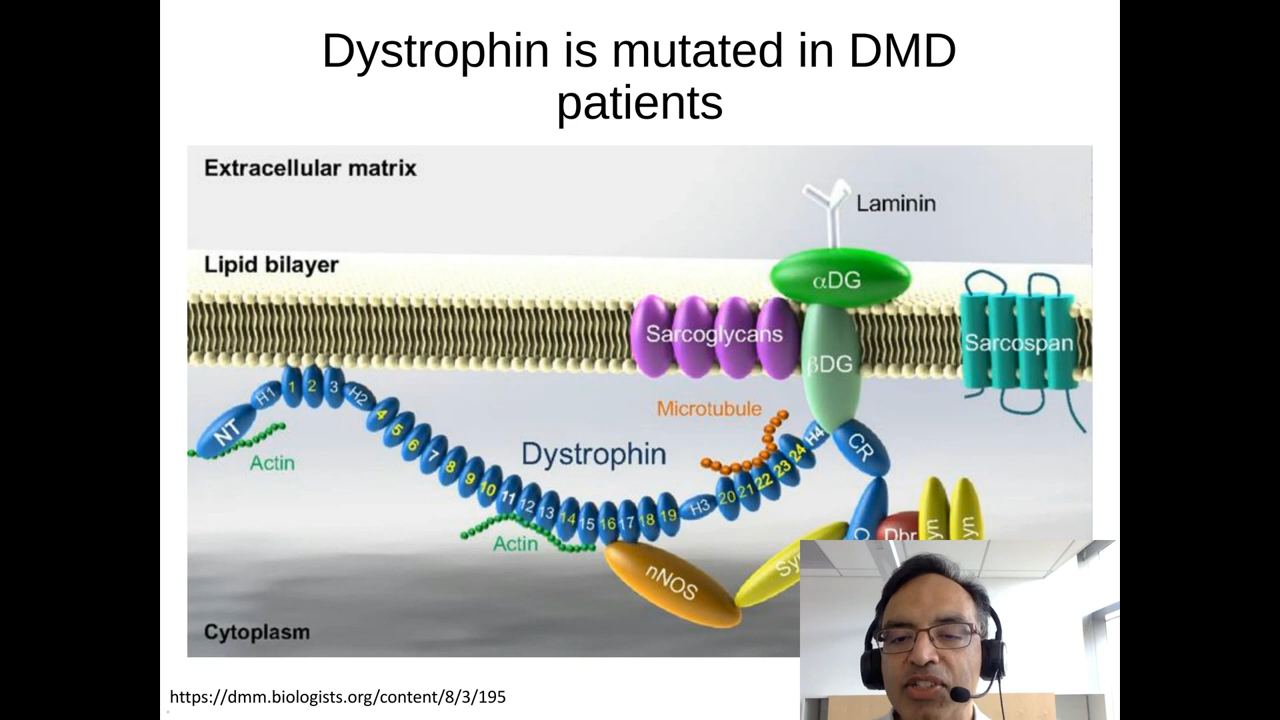 Dystrophin is mutated in DMD
patients
Extracellular matrix
Laminin
Lipid bilayer
αDG
Sarcoglycans
βDG
Sarcospan
H1 1 2 3 H2
NT
Actin
4 5 6 7 8 9 10 11 12 13 14 15 16 17 18 19 H3 20 21 22 23 24 H4
Microtubule
CR
Dystrophin
Actin
nNOS
Dbr
Cytoplasm
https://dmm.biologists.org/content/8/3/195